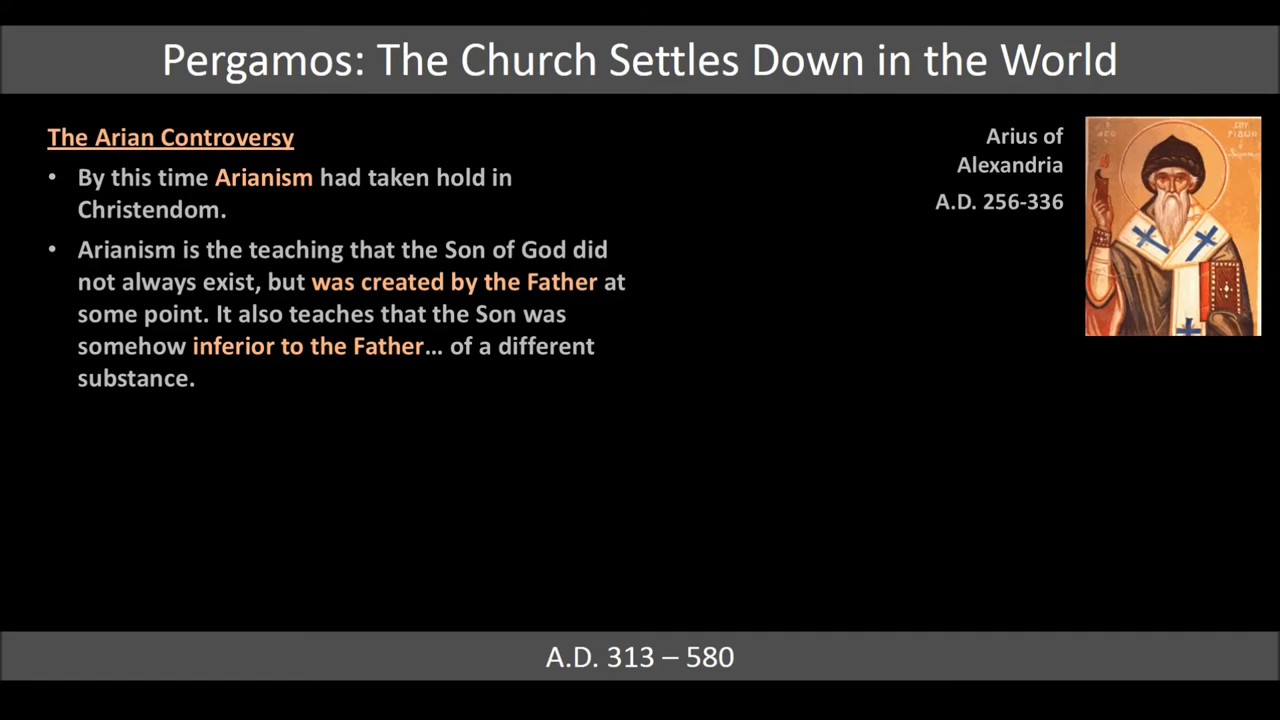 Pergamos: The Church Settles Down in the World
The Arian Controversy
• By this time Arianism had taken hold in
Christendom.
• Arianism is the teaching that the Son of God did
not always exist, but was created by the Father at
some point. It also teaches that the Son was
somehow inferior to the Father… of a different
substance.
Arius of
Alexandria
A.D. 256-336
A.D. 313 – 580